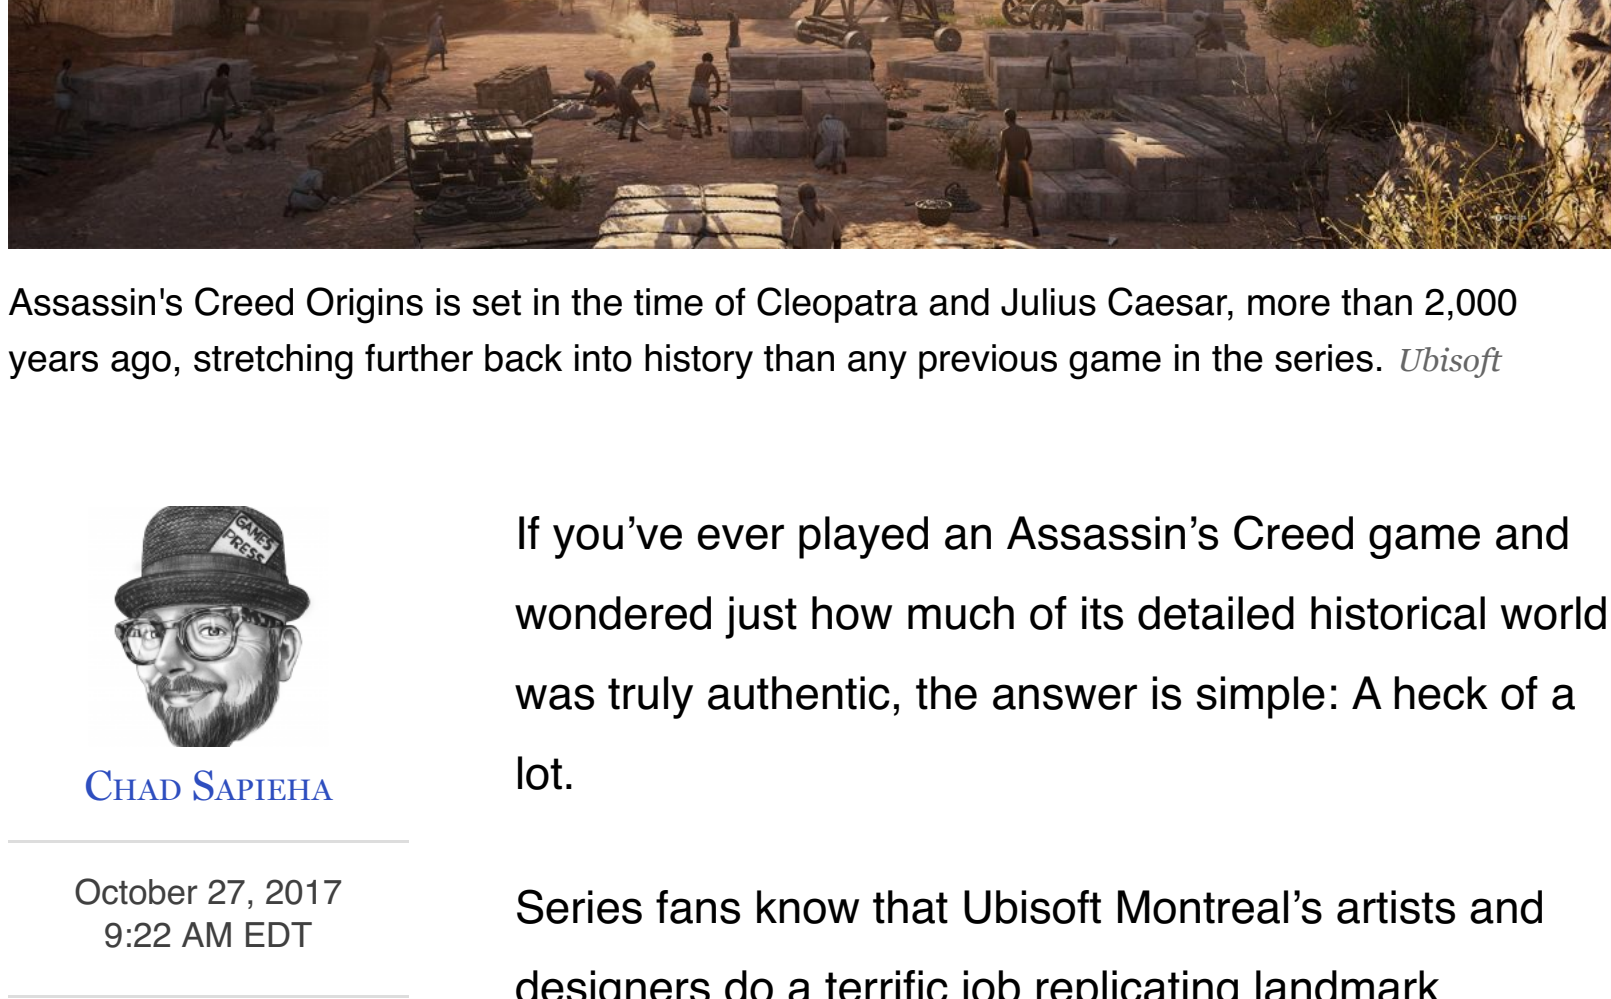 Assassin's Creed Origins is set in the time of Cleopatra and Julius Caesar, more than 2,000
years ago, stretching further back into history than any previous game in the series. Ubisoft
GAMES
PRESS
CHAD SAPIEHA
October 27, 2017
9:22 AM EDT
If you’ve ever played an Assassin’s Creed game and
wondered just how much of its detailed historical world
was truly authentic, the answer is simple: A heck of a
lot.
Series fans know that Ubisoft Montreal’s artists and
designers do a terrific job replicating landmark